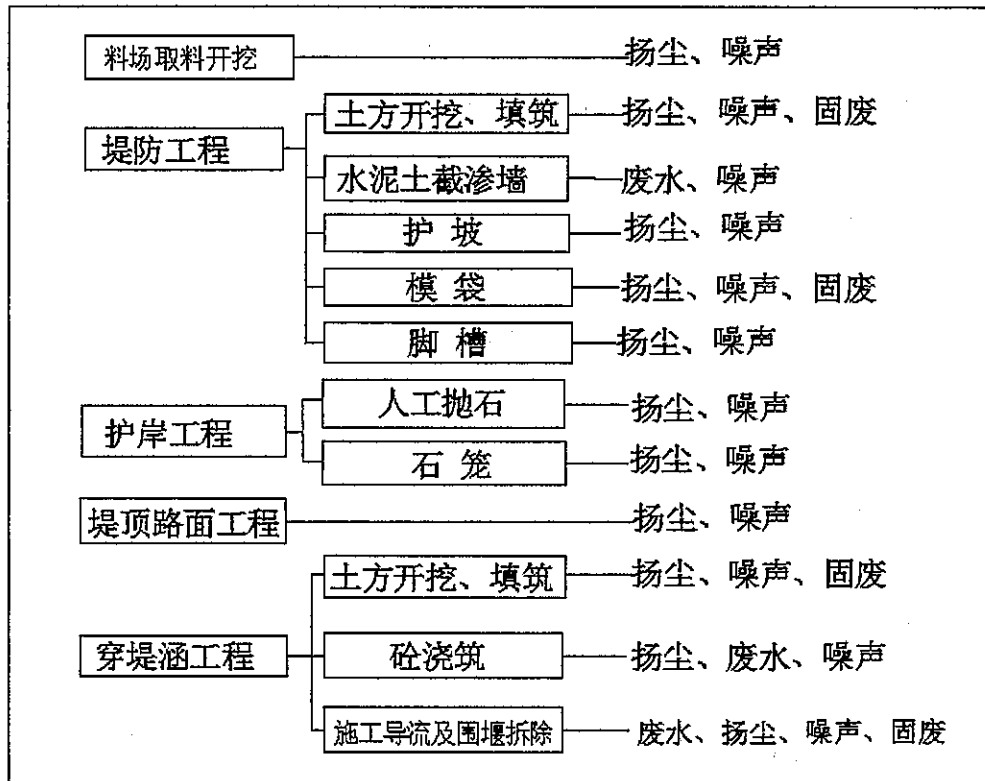 料场取料开挖 扬尘、噪声
土方开挖、填筑 扬尘、噪声、固废
堤防工程
水泥土截渗墙 废水、噪声
护坡 扬尘、噪声
模袋 扬尘、噪声、固废
脚槽 扬尘、噪声
人工抛石 扬尘、噪声
护岸工程
石笼 扬尘、噪声
堤顶路面工程 扬尘、噪声
土方开挖、填筑 扬尘、噪声、固废
穿堤涵工程 砼浇筑 扬尘、废水、噪声
施工导流及围堰拆除 废水、扬尘、噪声、固废